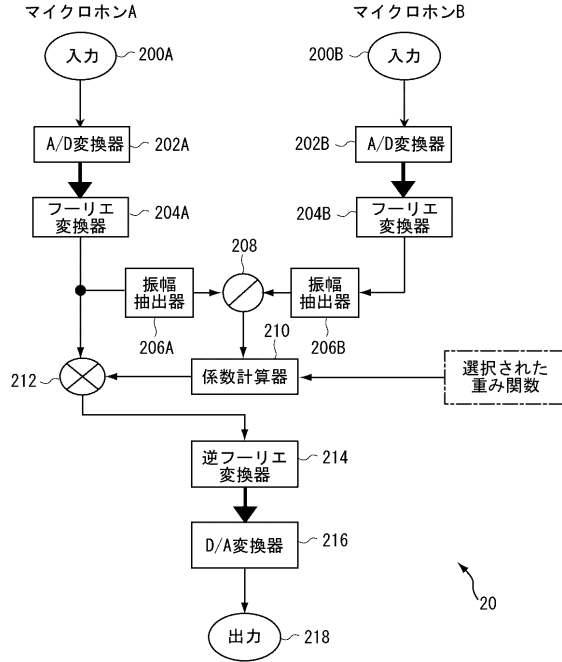 マイクロホンA
マイクロホンB
入力
200A
200B
入力
A/D変換器
202A
202B
A/D変換器
フーリエ
変換器
204A
204B
フーリエ
変換器
208
振幅
抽出器
振幅
抽出器
206A
210
206B
212
係数計算器
選択された
重み関数
逆フーリエ
変換器
214
D/A変換器
216
20
出力
218